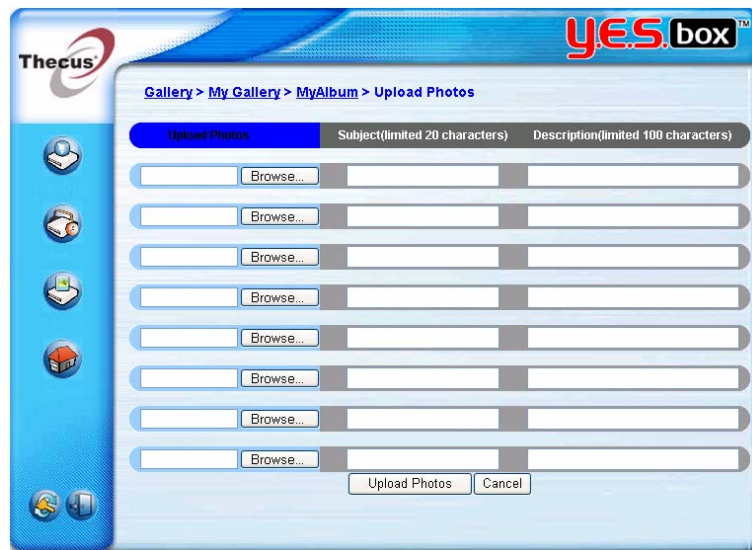 Thecus
Y.E.S.box™
Gallery > My Gallery > MyAlbum > Upload Photos
Upload Photos Subject(limited 20 characters) Description(limited 100 characters)
Browse...
Browse...
Browse...
Browse...
Browse...
Browse...
Browse...
Browse...
Upload Photos Cancel